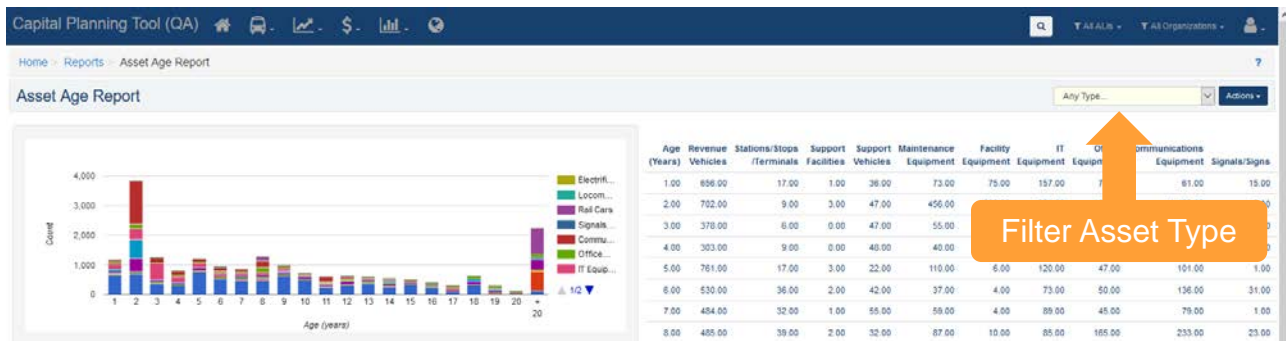 Capital Planning Tool (QA)
All ALIs
All Organizations
Home
Reports
Asset Age Report
?
Asset Age Report
Any Type...
Actions
4,000
3,000
2,000
1,000
0
Count
1 2 3 4 5 6 7 8 9 10 11 12 13 14 15 16 17 18 19 20 + 20
Age (years)
Electrifi...
Locom...
Rail Cars
Signals...
Commu...
Office...
IT Equip...
1/2
Age Revenue Stations/Stops Support Support Maintenance Facility IT
(Years) Vehicles /Terminals Facilities Vehicles Equipment Equipment Equipment Equipment Signals/Signs
1.00 656.00 17.00 1.00 36.00 73.00 75.00 157.00 61.00 15.00
2.00 702.00 9.00 3.00 47.00 456.00
3.00 378.00 6.00 0.00 47.00 55.00
4.00 303.00 9.00 0.00 48.00 40.00
5.00 761.00 17.00 3.00 22.00 110.00 6.00 120.00 47.00 101.00 1.00
6.00 530.00 36.00 2.00 42.00 37.00 4.00 73.00 50.00 136.00 31.00
7.00 484.00 32.00 1.00 55.00 59.00 4.00 89.00 45.00 79.00 1.00
8.00 485.00 39.00 2.00 32.00 87.00 10.00 85.00 165.00 233.00 23.00
Filter Asset Type